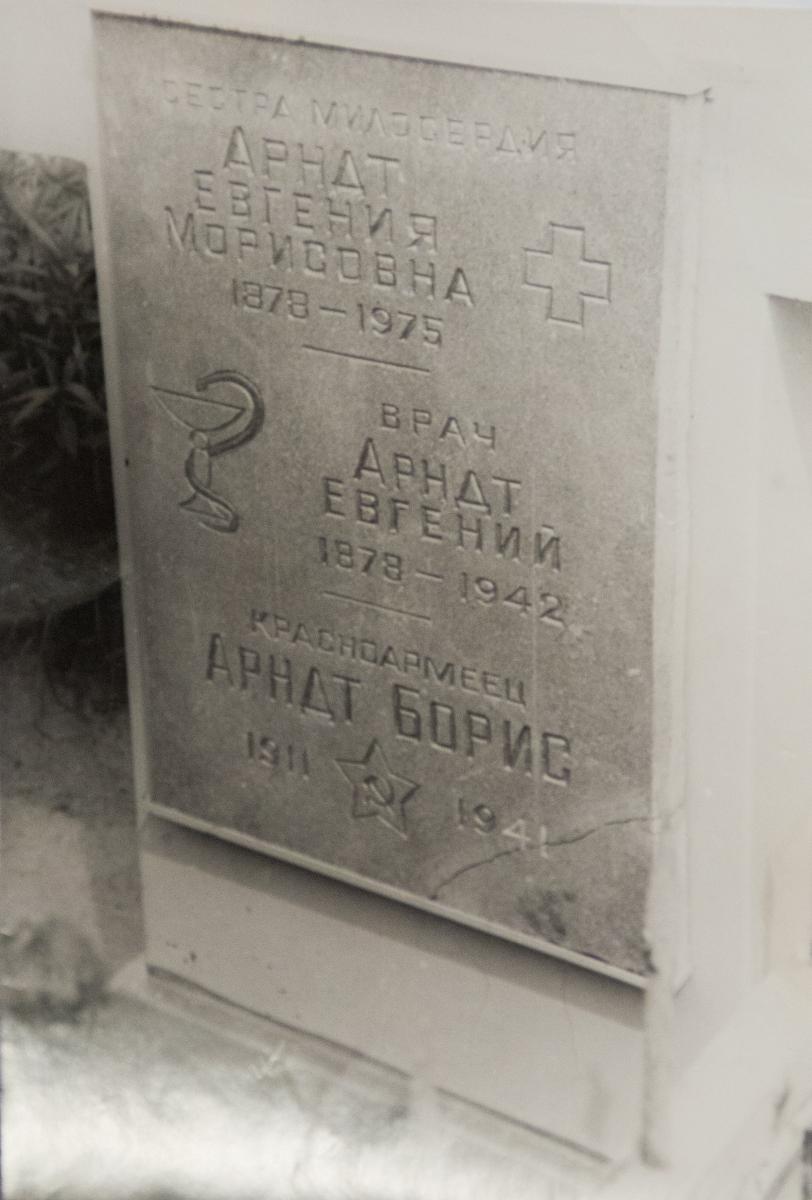 СЕСТРА МИЛОСЕРДИЯ
АРНДТ
ЕВГЕНИЯ
МОРИСОВНА
1878 – 1975
ВРАЧ
АРНДТ
ЕВГЕНИЙ
1878 – 1942
КРАСНОАРМЕЕЦ
АРНДТ БОРИС
1911 1941